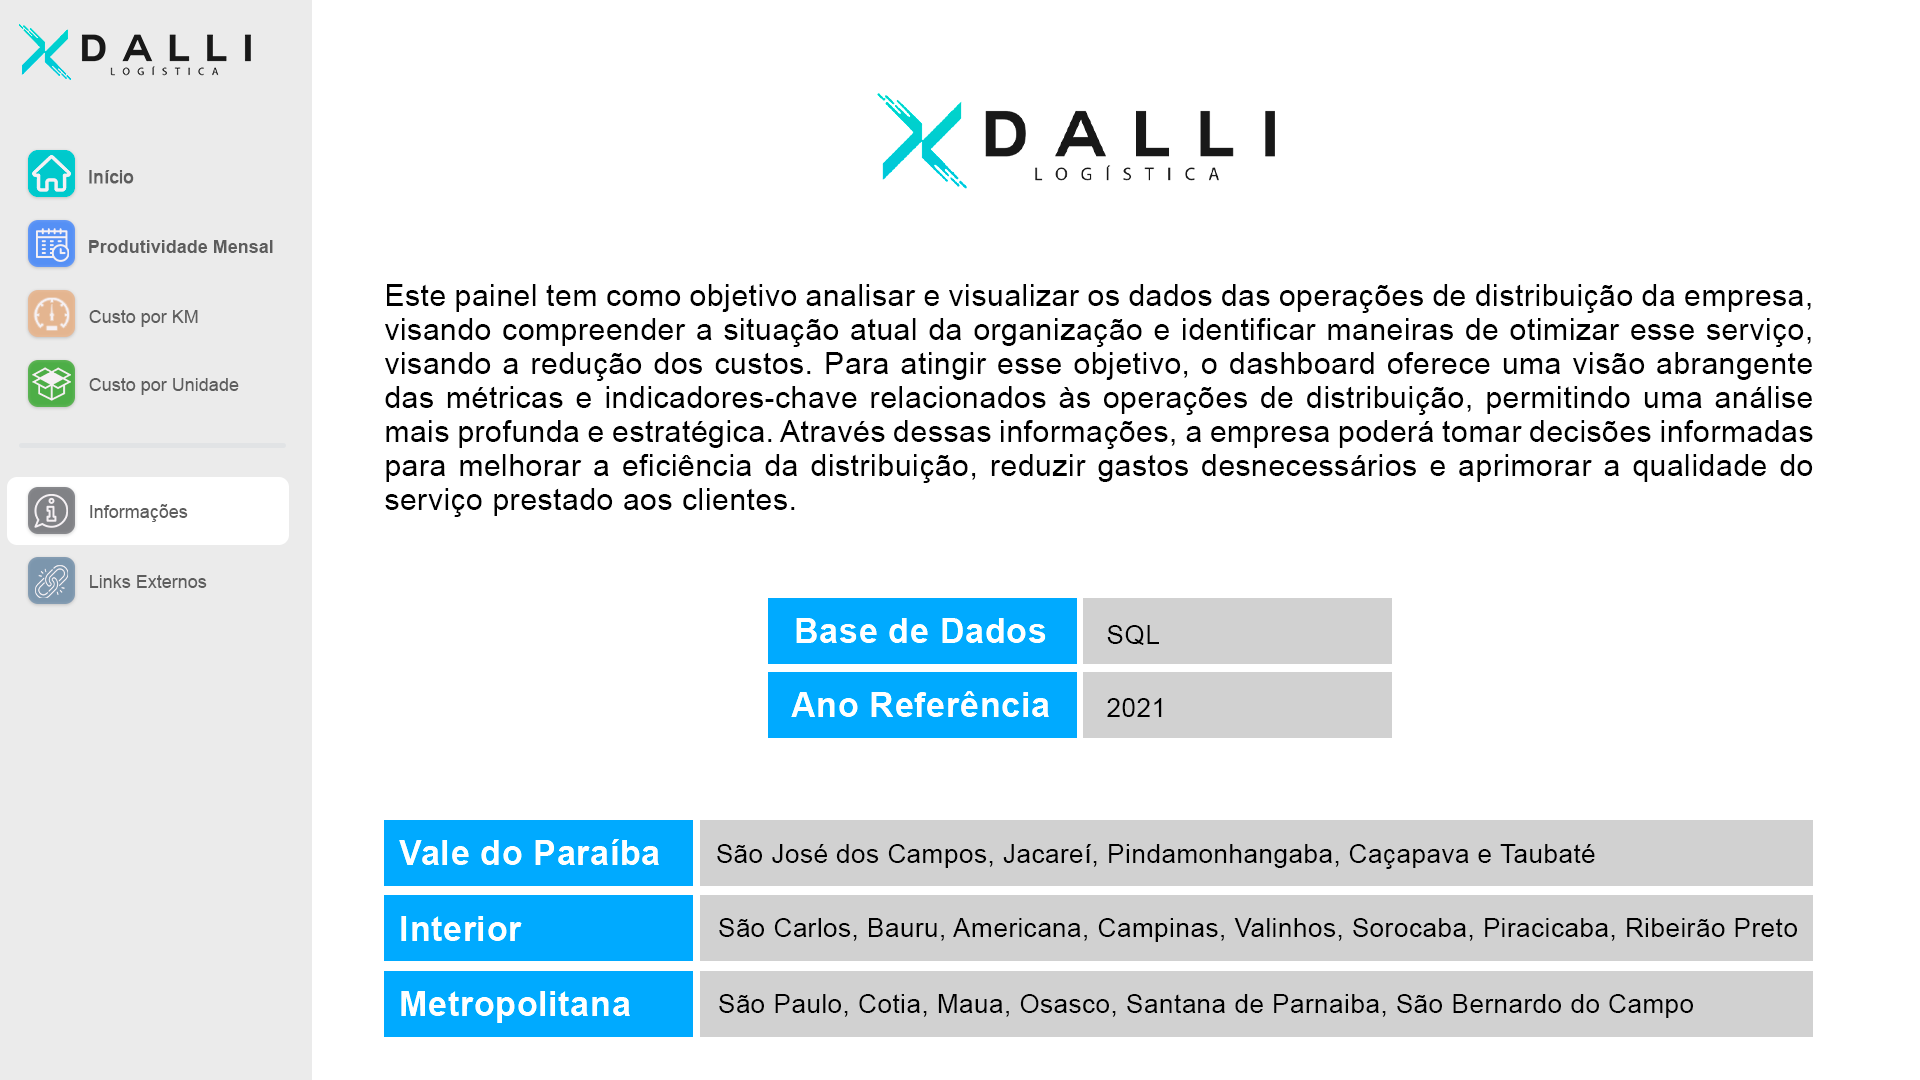 DALLI
LOGÍSTICA
Início
Produtividade Mensal
Custo por KM
Custo por Unidade
Informações
Links Externos
DALLI
LOGÍSTICA
Este painel tem como objetivo analisar e visualizar os dados das operações de distribuição da empresa,
visando compreender a situação atual da organização e identificar maneiras de otimizar esse serviço,
visando a redução dos custos. Para atingir esse objetivo, o dashboard oferece uma visão abrangente
das métricas e indicadores-chave relacionados às operações de distribuição, permitindo uma análise
mais profunda e estratégica. Através dessas informações, a empresa poderá tomar decisões informadas
para melhorar a eficiência da distribuição, reduzir gastos desnecessários e aprimorar a qualidade do
serviço prestado aos clientes.
Base de Dados SQL
Ano Referência 2021
Vale do Paraíba São José dos Campos, Jacareí, Pindamonhangaba, Caçapava e Taubaté
Interior São Carlos, Bauru, Americana, Campinas, Valinhos, Sorocaba, Piracicaba, Ribeirão Preto
Metropolitana São Paulo, Cotia, Maua, Osasco, Santana de Parnaiba, São Bernardo do Campo